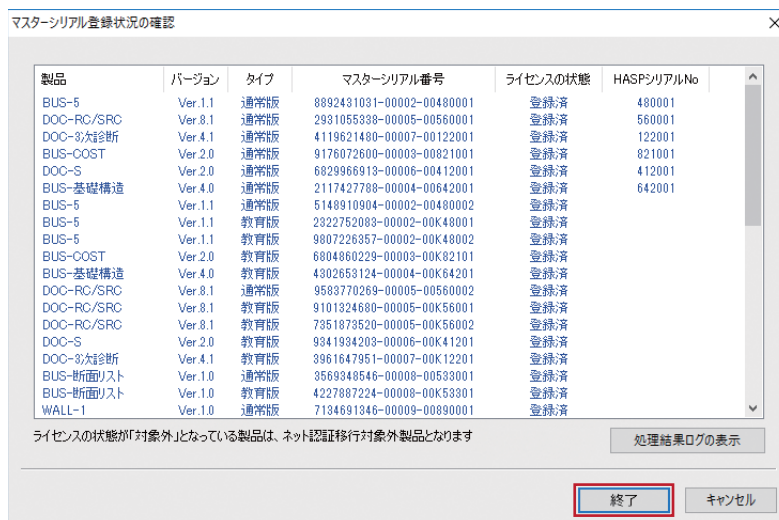 マスターシリアル登録状況の確認
製品 バージョン タイプ マスターシリアル番号 ライセンスの状態 HASPシリアルNo
BUS-5 Ver.1.1 通常版 8892431031-00002-00480001 登録済 480001
DOC-RC/SRC Ver.8.1 通常版 2931055338-00005-00560001 登録済 560001
DOC-3次診断 Ver.4.1 通常版 4119621480-00007-00122001 登録済 122001
BUS-COST Ver.2.0 通常版 9176072600-00003-00821001 登録済 821001
DOC-S Ver.2.0 通常版 6829966913-00006-00412001 登録済 412001
BUS-基礎構造 Ver.4.0 通常版 2117427788-00004-00642001 登録済 642001
BUS-5 Ver.1.1 通常版 5148910904-00002-00480002 登録済
BUS-5 Ver.1.1 教育版 2322752083-00002-00K48001 登録済
BUS-5 Ver.1.1 教育版 9807226357-00002-00K48002 登録済
BUS-COST Ver.2.0 教育版 6804860229-00003-00K82101 登録済
BUS-基礎構造 Ver.4.0 教育版 4302653124-00004-00K64201 登録済
DOC-RC/SRC Ver.8.1 通常版 9583770269-00005-00560002 登録済
DOC-RC/SRC Ver.8.1 教育版 9101324680-00005-00K56001 登録済
DOC-RC/SRC Ver.8.1 教育版 7351873520-00005-00K56002 登録済
DOC-S Ver.2.0 教育版 9341934203-00006-00K41201 登録済
DOC-3次診断 Ver.4.1 教育版 3961647951-00007-00K12201 登録済
BUS-断面リスト Ver.1.0 通常版 3569348546-00008-00533001 登録済
BUS-断面リスト Ver.1.0 教育版 4227887224-00008-00K53301 登録済
WALL-1 Ver.1.0 通常版 7134691346-00009-00890001 登録済
ライセンスの状態が「対象外」となっている製品は、ネット認証移行対象外製品となります
処理結果ログの表示
終了 キャンセル